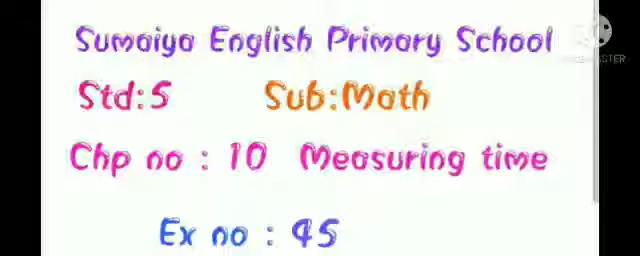 Sumaiya English Primary School
Std:5 Sub:Math
Chp no : 10 Measuring time
Ex no : 45